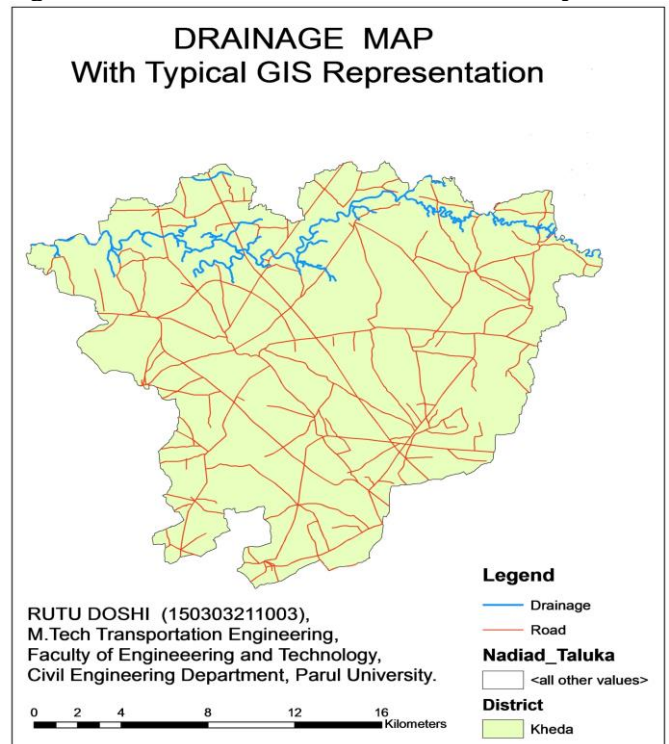 DRAINAGE MAP
With Typical GIS Representation
Legend
Drainage
Road
Nadiad_Taluka
<all other values>
District
Kheda
RUTU DOSHI (150303211003),
M.Tech Transportation Engineering,
Faculty of Engineeering and Technology,
Civil Engineering Department, Parul University.
0 2 4 8 12 16
Kilometers